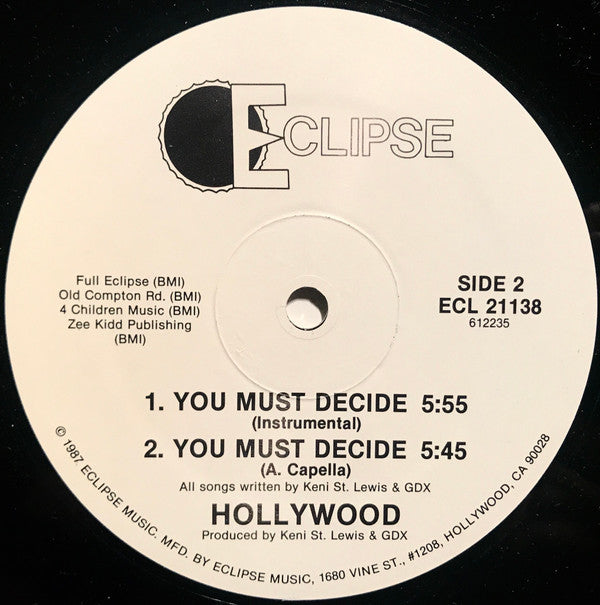 ECLIPSE
Full Eclipse (BMI)
Old Compton Rd. (BMI)
4 Children Music (BMI)
Zee Kidd Publishing
(BMI)
SIDE 2
ECL 21138
612235
1. YOU MUST DECIDE 5:55
(Instrumental)
2. YOU MUST DECIDE 5:45
(A. Capella)
All songs written by Keni St. Lewis & GDX
HOLLYWOOD
Produced by Keni St. Lewis & GDX
© 1987, ECLIPSE MUSIC. MFD. BY ECLIPSE MUSIC, 1680 VINE ST., #1208, HOLLYWOOD, CA 90028